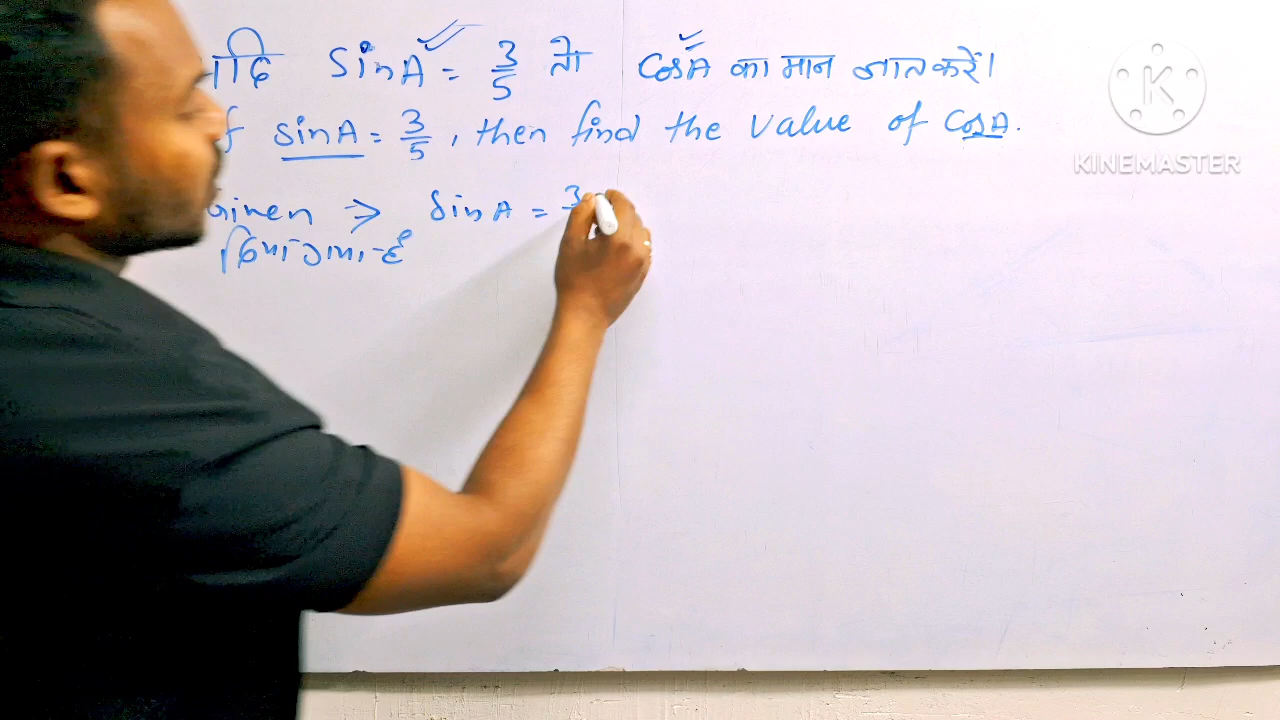 यदि sinA = 3/5 तो cosA का मान ज्ञात करें।
If sinA = 3/5, then find the value of cosA.
Given ⇒ sinA = 3
दिया गया है
K
KINEMASTER